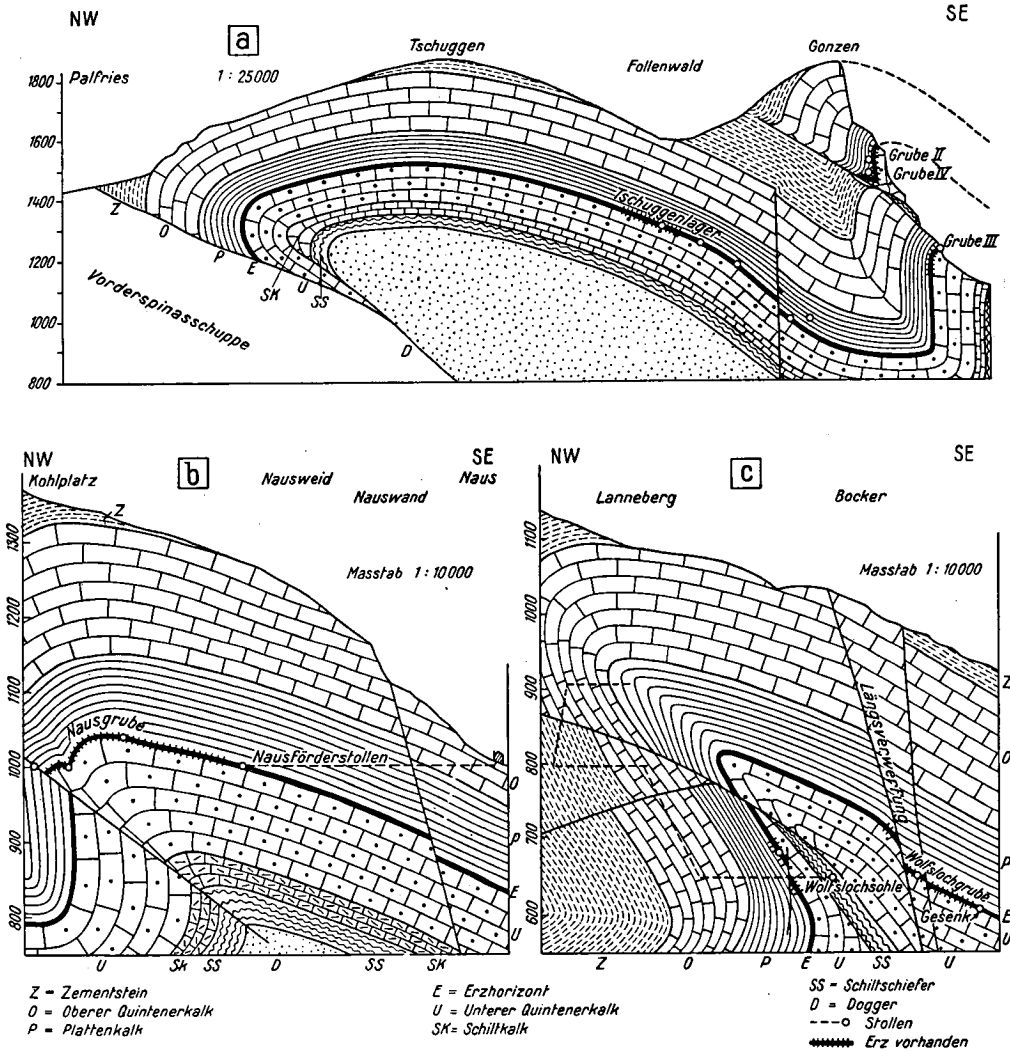 NW
SE
a
Tschuggen
Gonzen
Palfries
1 : 25000
Follenwald
1800
1600
1500
1400
1200
1000
800
Grube II
Grube IV
Tschuggenlager
Grube III
Z
O
P
E
SK
U
SS
D
Vorderspinasschuppe
NW
SE
b
Kohlplatz
Nausweid
Naus
Nauswand
Z
Masstab 1 : 10000
1300
1200
1100
1000
900
800
Nausgrube
Nausförderstollen
O
P
E
U
U
Sk
SS
D
SS
SK
NW
SE
c
Lanneberg
Bocker
Masstab 1 : 10000
1100
1000
900
800
700
600
Längsverwerfung
Wolfslochgrube
Wolfslochsohle
Gesenk
Z
O
P
E
U
Z
O
P
E
U
SS
U
Z = Zementstein
O = Oberer Quintenerkalk
P = Plattenkalk
E = Erzhorizont
U = Unterer Quintenerkalk
SK = Schiltkalk
SS = Schiltschiefer
D = Dogger
Stollen
Erz vorhanden